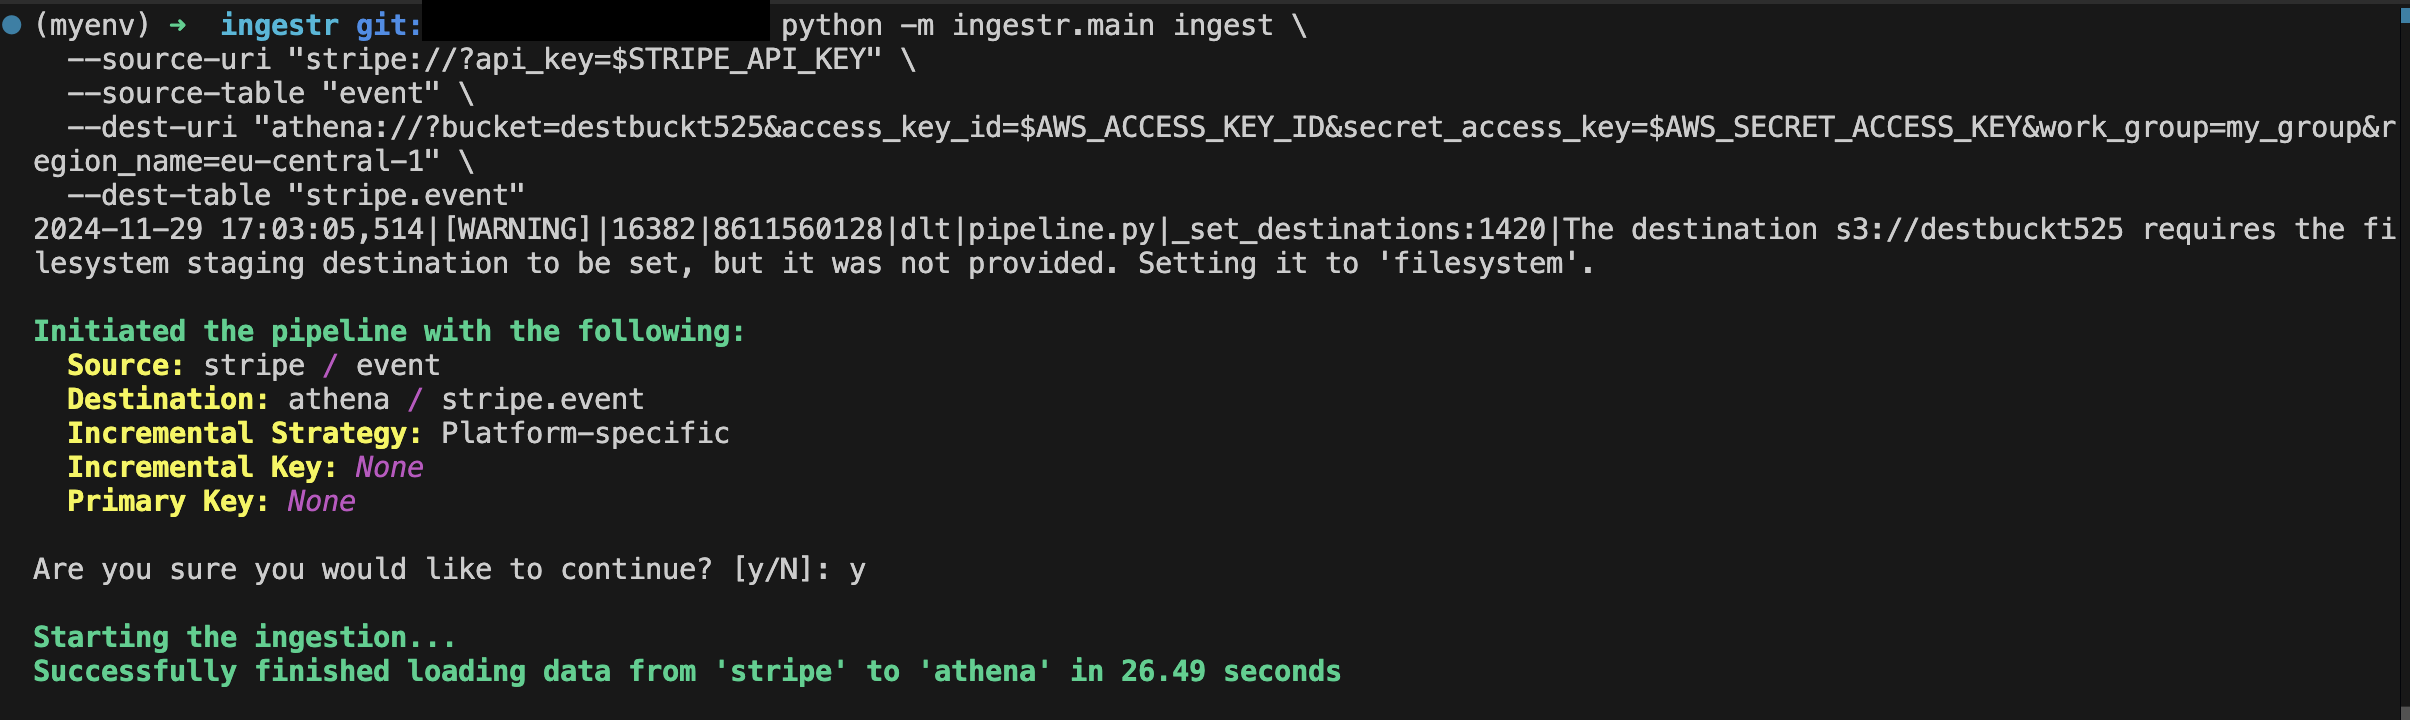 (myenv) ➜  ingestr git: python -m ingestr.main ingest \
  --source-uri "stripe://?api_key=$STRIPE_API_KEY" \
  --source-table "event" \
  --dest-uri "athena://?bucket=destbuckt525&access_key_id=$AWS_ACCESS_KEY_ID&secret_access_key=$AWS_SECRET_ACCESS_KEY&work_group=my_group&r
egion_name=eu-central-1" \
  --dest-table "stripe.event"
2024-11-29 17:03:05,514|[WARNING]|16382|8611560128|dlt|pipeline.py|_set_destinations:1420|The destination s3://destbuckt525 requires the fi
lesystem staging destination to be set, but it was not provided. Setting it to 'filesystem'.
Initiated the pipeline with the following:
  Source: stripe / event
  Destination: athena / stripe.event
  Incremental Strategy: Platform-specific
  Incremental Key: None
  Primary Key: None
Are you sure you would like to continue? [y/N]: y
Starting the ingestion...
Successfully finished loading data from 'stripe' to 'athena' in 26.49 seconds